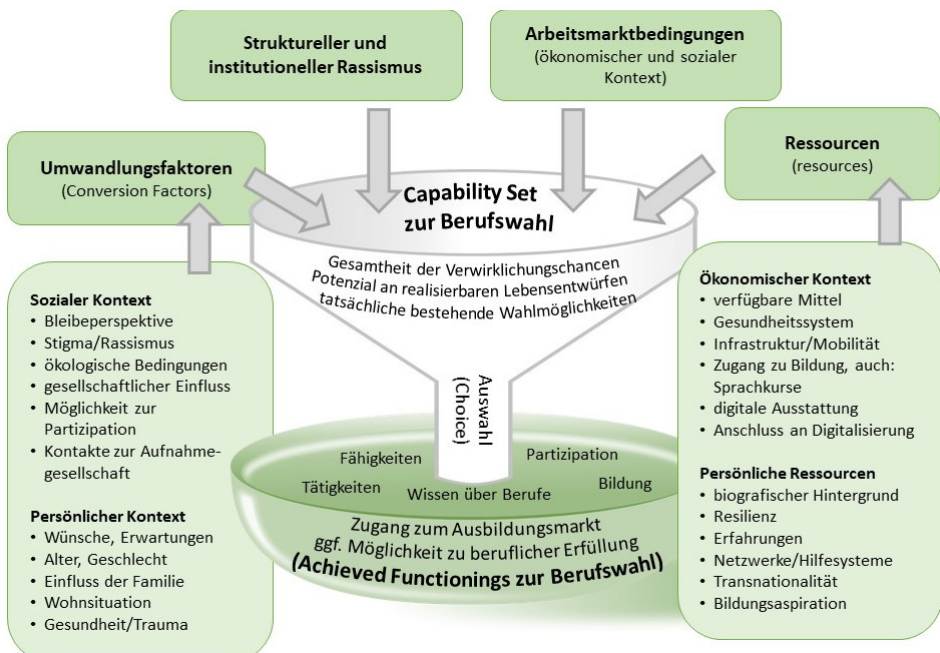 Struktureller und
institutioneller Rassismus
Arbeitsmarktbedingungen
(ökonomischer und sozialer
Kontext)
Umwandlungsfaktoren
(Conversion Factors)
Ressourcen
(resources)
Capability Set
zur Berufswahl
Gesamtheit der Verwirklichungschancen
Potenzial an realisierbaren Lebensentwürfen
tatsächliche bestehende Wahlmöglichkeiten
Sozialer Kontext
• Bleibeperspektive
• Stigma/Rassismus
• ökologische Bedingungen
• gesellschaftlicher Einfluss
• Möglichkeit zur
Partizipation
• Kontakte zur Aufnahme-
gesellschaft
Persönlicher Kontext
• Wünsche, Erwartungen
• Alter, Geschlecht
• Einfluss der Familie
• Wohnsituation
• Gesundheit/Trauma
Auswahl
(Choice)
Fähigkeiten
Partizipation
Tätigkeiten
Wissen über Berufe
Bildung
Zugang zum Ausbildungsmarkt
ggf. Möglichkeit zu beruflicher Erfüllung
(Achieved Functionings zur Berufswahl)
Ökonomischer Kontext
• verfügbare Mittel
• Gesundheitssystem
• Infrastruktur/Mobilität
• Zugang zu Bildung, auch:
Sprachkurse
• digitale Ausstattung
• Anschluss an Digitalisierung
Persönliche Ressourcen
• biografischer Hintergrund
• Resilienz
• Erfahrungen
• Netzwerke/Hilfesysteme
• Transnationalität
• Bildungsaspiration